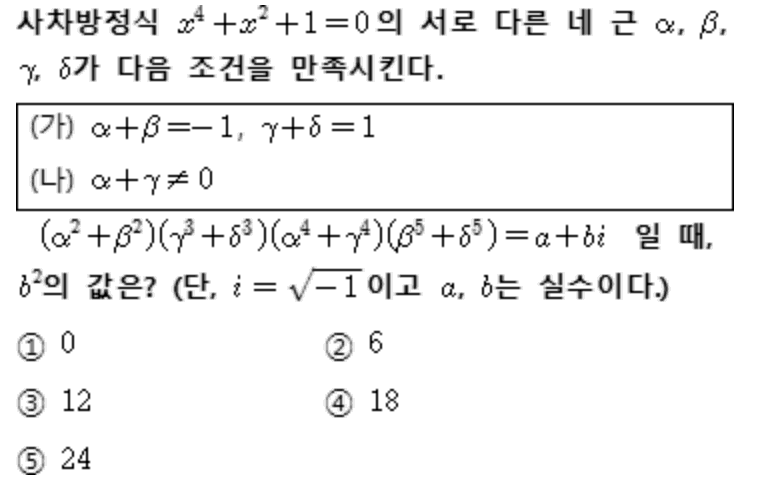 사차방정식 x⁴+x²+1=0의 서로 다른 네 근 α, β,
γ, δ가 다음 조건을 만족시킨다.
(가) α+β=−1, γ+δ=1
(나) α+γ≠0
(α²+β²)(γ³+δ³)(α⁴+γ⁴)(β⁵+δ⁵)=a+bi 일 때,
b²의 값은? (단, i=√−1이고 a, b는 실수이다.)
① 0 ② 6
③ 12 ④ 18
⑤ 24